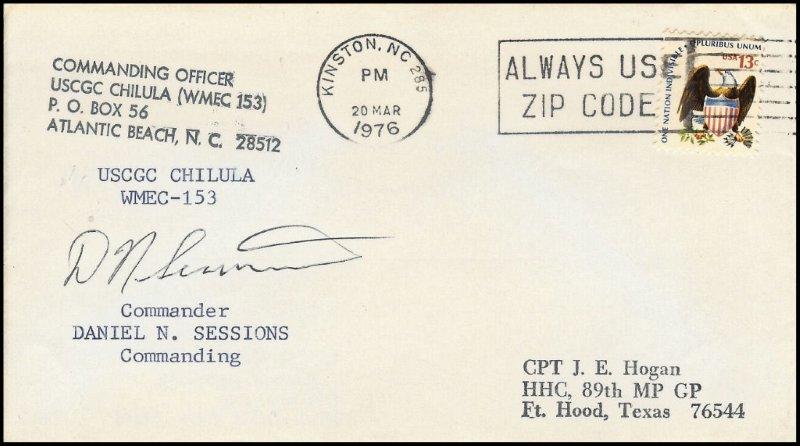 COMMANDING OFFICER
USCGC CHILULA (WMEC 153)
P. O. BOX 56
ATLANTIC BEACH, N. C. 28512
USCGC CHILULA
WMEC-153
D N Sessions
Commander
DANIEL N. SESSIONS
Commanding
KINSTON, NC 285
PM
20 MAR
1976
ALWAYS USE
ZIP CODE
E PLURIBUS UNUM
USA 13c
ONE NATION INDIVISIBLE
CPT J. E. Hogan
HHC, 89th MP GP
Ft. Hood, Texas 76544